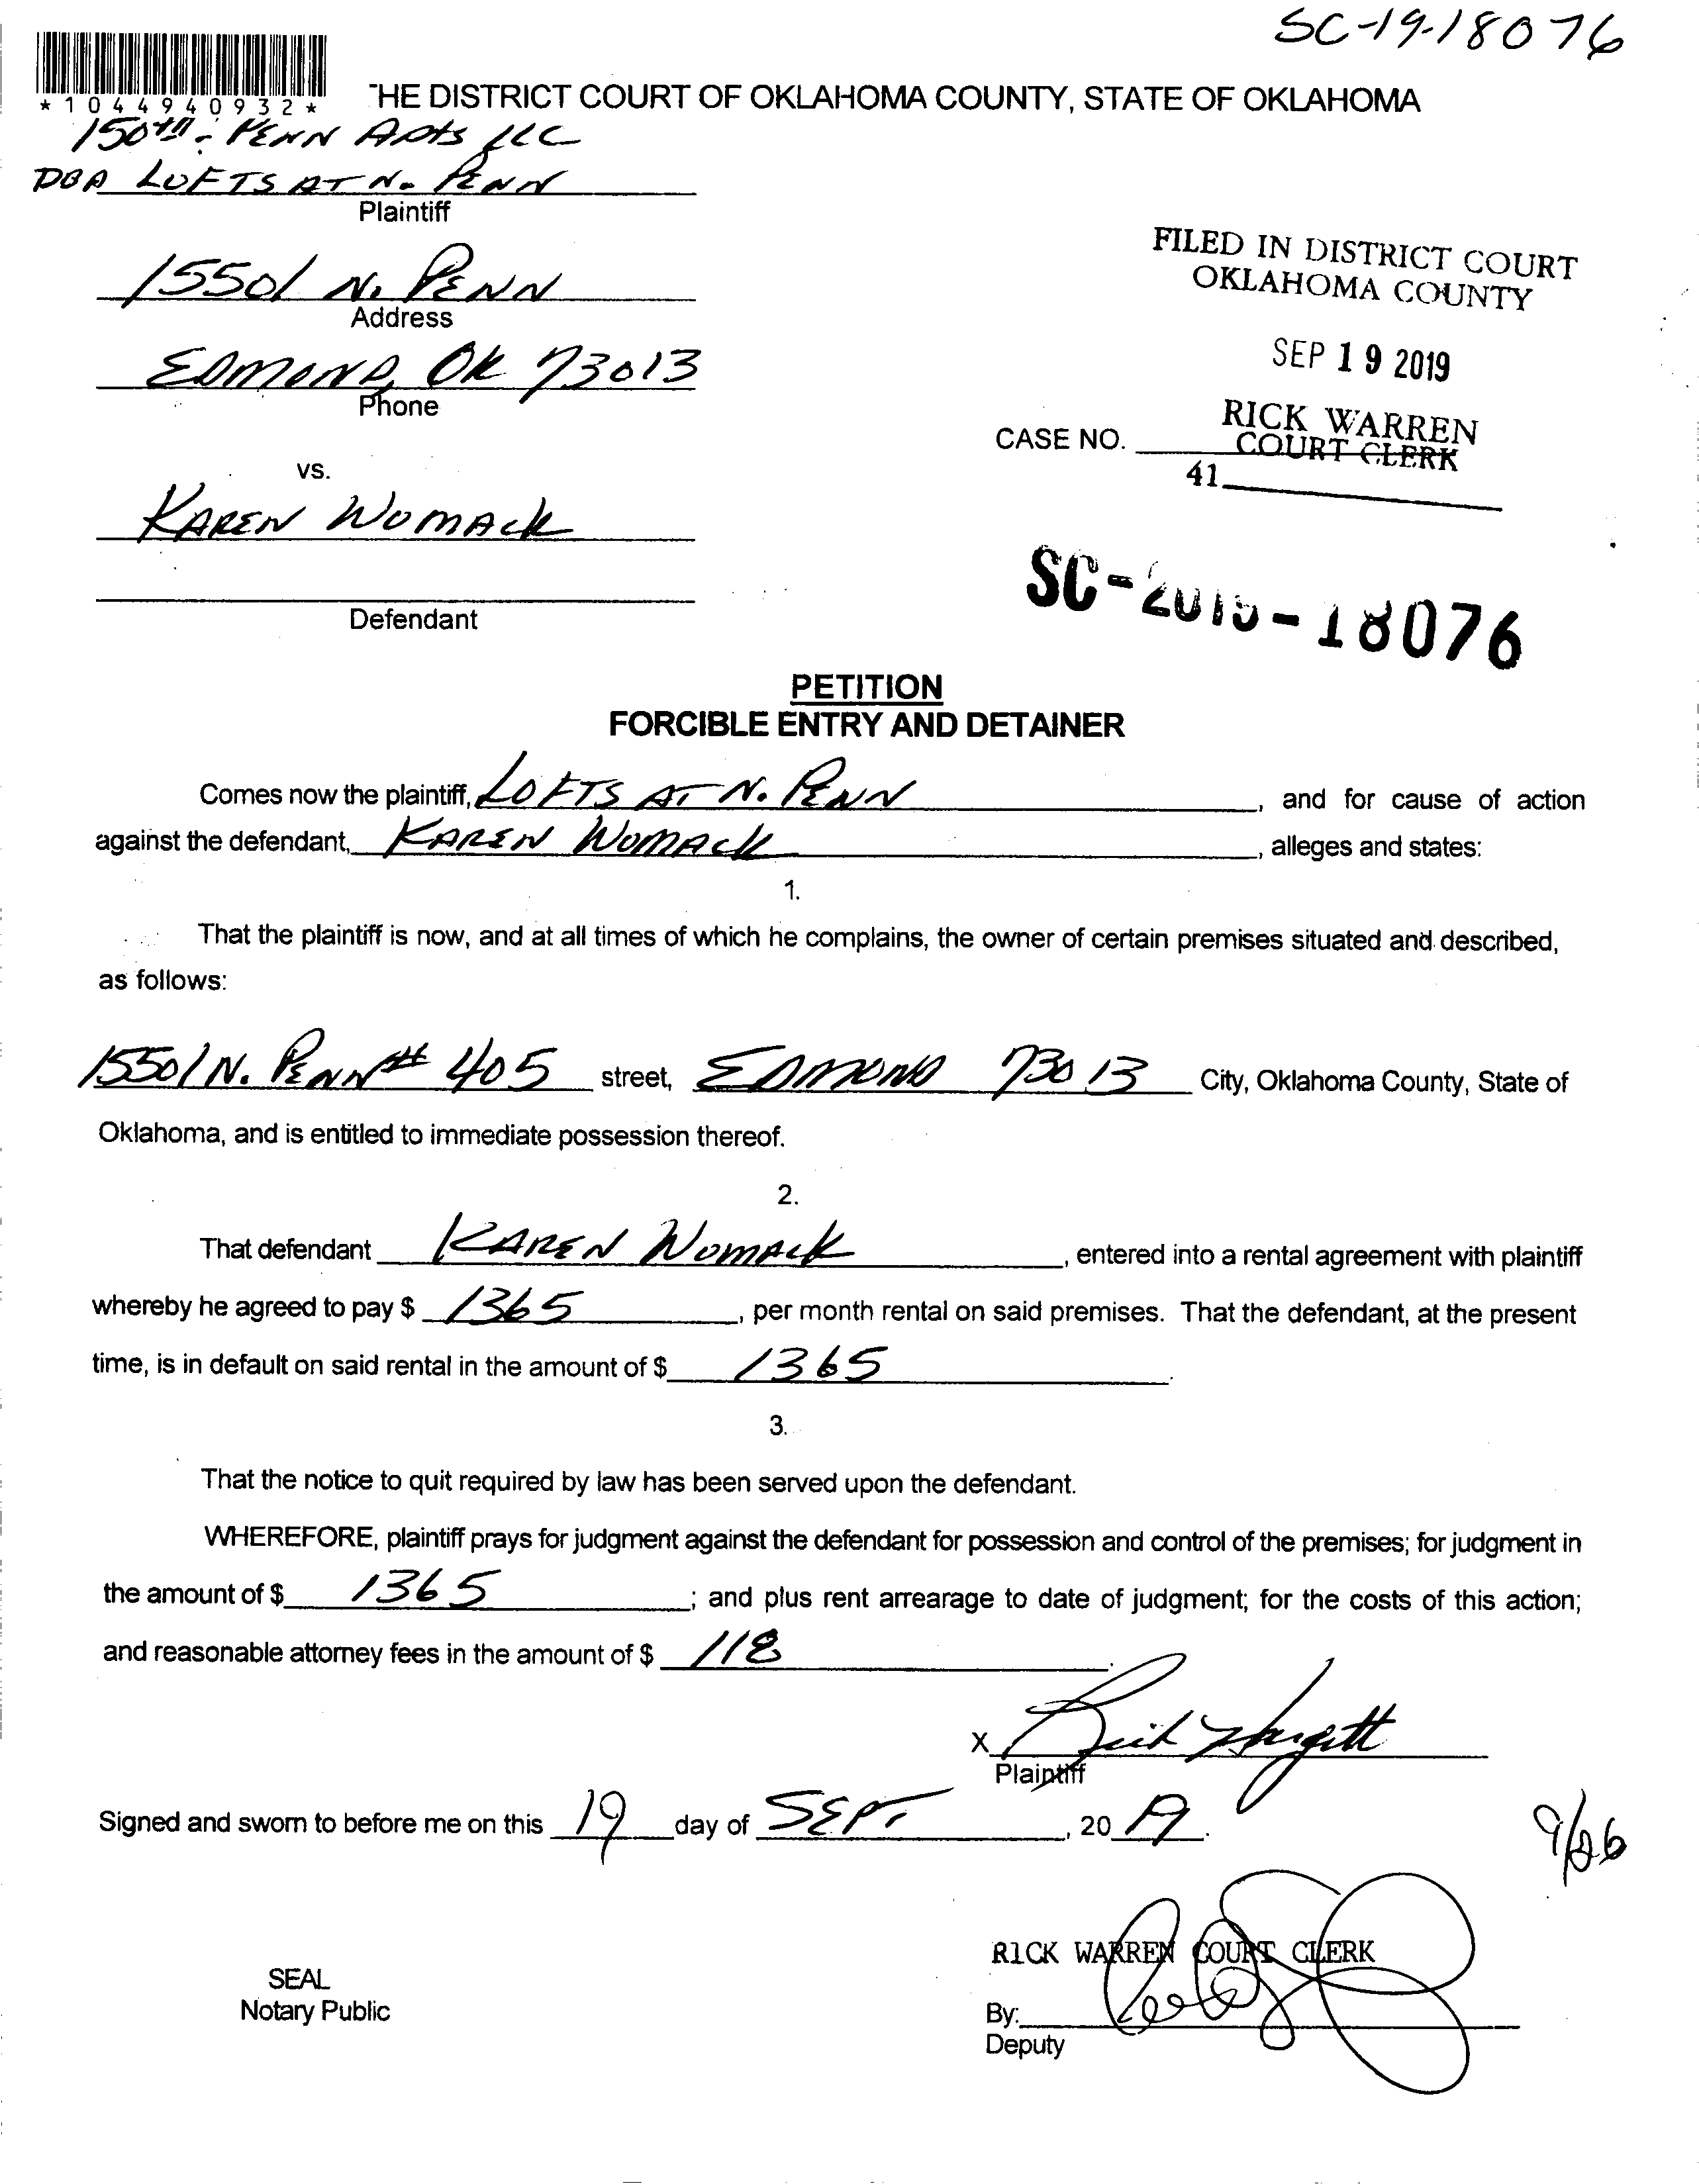 SC-19-18076
*1044940932*
THE DISTRICT COURT OF OKLAHOMA COUNTY, STATE OF OKLAHOMA
150th & PENN Apts LLC
DBA LOFTS AT N. PENN
Plaintiff
15501 N. PENN
Address
EDMOND, OK 73013
Phone
FILED IN DISTRICT COURT
OKLAHOMA COUNTY
SEP 19 2019
RICK WARREN
COURT CLERK
CASE NO.
41
vs.
KAREN WOMACK
Defendant
SC-2019-18076
PETITION
FORCIBLE ENTRY AND DETAINER
Comes now the plaintiff, LOFTS AT N. PENN, and for cause of action
against the defendant, KAREN WOMACK, alleges and states:
1.
That the plaintiff is now, and at all times of which he complains, the owner of certain premises situated and described,
as follows:
15501 N. PENN # 405 street, EDMOND 73013 City, Oklahoma County, State of
Oklahoma, and is entitled to immediate possession thereof.
2.
That defendant KAREN WOMACK, entered into a rental agreement with plaintiff
whereby he agreed to pay $ 1365, per month rental on said premises. That the defendant, at the present
time, is in default on said rental in the amount of $ 1365.
3.
That the notice to quit required by law has been served upon the defendant.
WHEREFORE, plaintiff prays for judgment against the defendant for possession and control of the premises; for judgment in
the amount of $ 1365; and plus rent arrearage to date of judgment; for the costs of this action;
and reasonable attorney fees in the amount of $ 118.
X
Plaintiff
Signed and sworn to before me on this 19 day of SEPT., 2019.
9/26
RICK WARREN COURT CLERK
SEAL
Notary Public
By:
Deputy